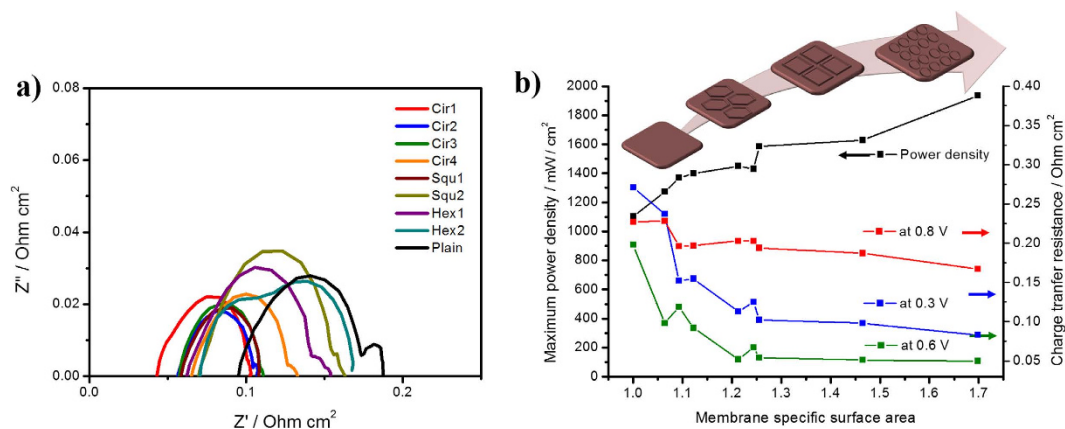 a)
0.08
0.06
0.04
0.02
0.00
Z'' / Ohm cm²
0.0
0.1
0.2
Z' / Ohm cm²
Cir1
Cir2
Cir3
Cir4
Squ1
Squ2
Hex1
Hex2
Plain
b)
2000
1800
1600
1400
1200
1000
800
600
400
200
0
Maxiumum power density / mW / cm²
0.40
0.35
0.30
0.25
0.20
0.15
0.10
0.05
Charge tranfer resistance / Ohm cm²
Power density
at 0.8 V
at 0.3 V
at 0.6 V
1.0
1.1
1.2
1.3
1.4
1.5
1.6
1.7
Membrane specific surface area